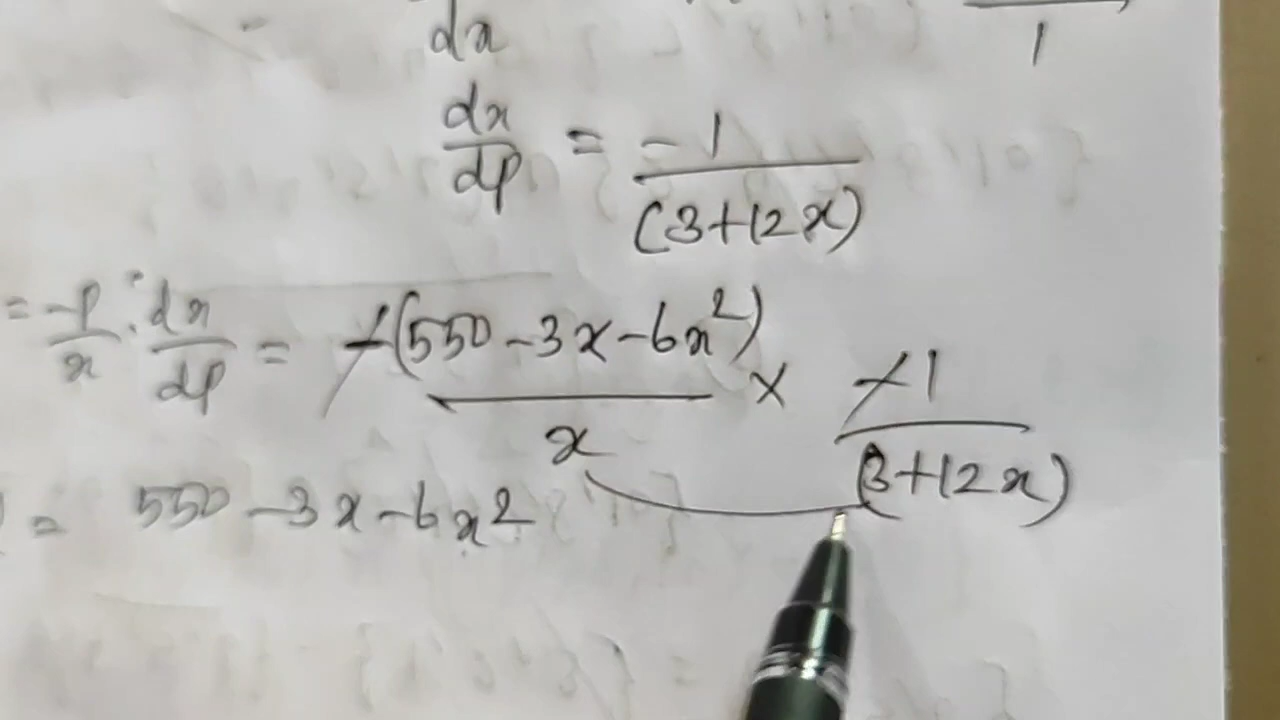 dx
1
dx/dp = -1/(3+12x)
= -p/x · dx/dp = -(550-3x-6x²)/x × -1/(3+12x)
= 550-3x-6x²